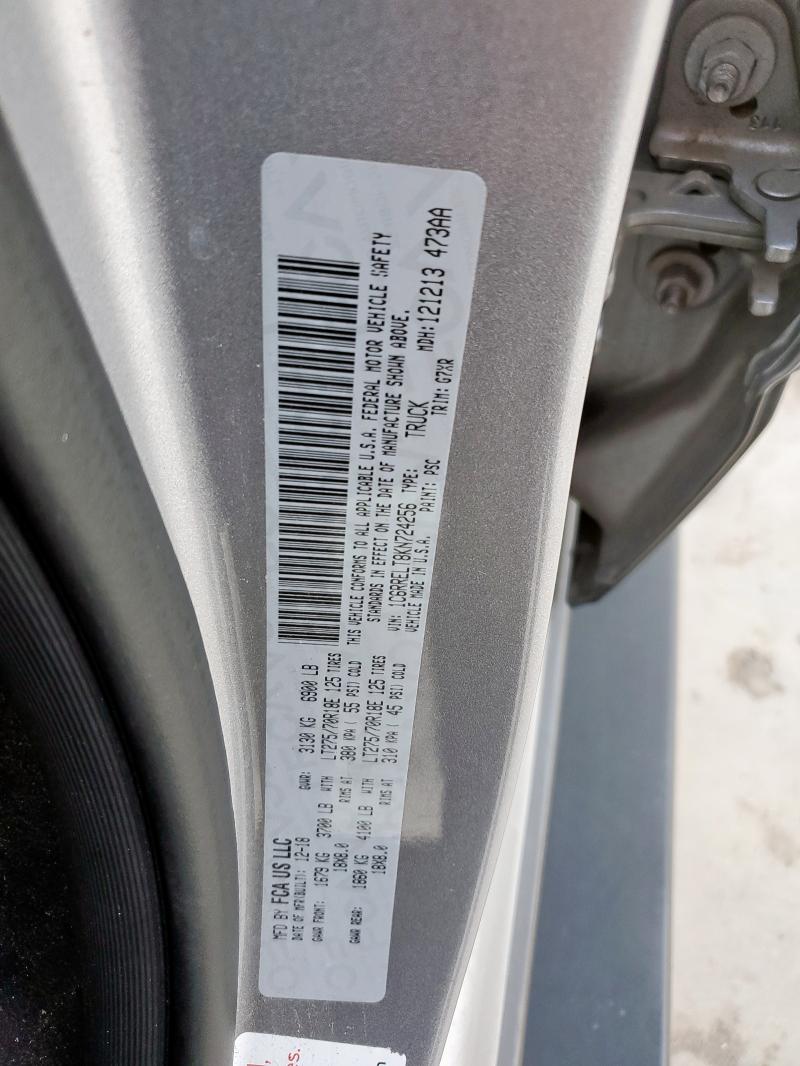 MFD BY FCA US LLC
DATE OF MFR(BUILT): 12-18 GVWR: 3130 KG 6900 LB
GAWR FRONT: 1679 KG 3700 LB WITH LT275/70R18E 125 TIRES
18X8.0 RIMS AT 380 KPA ( 55 PSI) COLD
GAWR REAR: 1860 KG 4100 LB WITH LT275/70R18E 125 TIRES
18X8.0 RIMS AT 310 KPA ( 45 PSI) COLD
THIS VEHICLE CONFORMS TO ALL APPLICABLE U.S.A. FEDERAL MOTOR VEHICLE SAFETY
STANDARDS IN EFFECT ON THE DATE OF MANUFACTURE SHOWN ABOVE.
VIN: 1C6RRELT8KN724256 TYPE: TRUCK MDH: 121213 473AA
VEHICLE MADE IN U.S.A. PAINT: PSC TRIM: G7XR
113